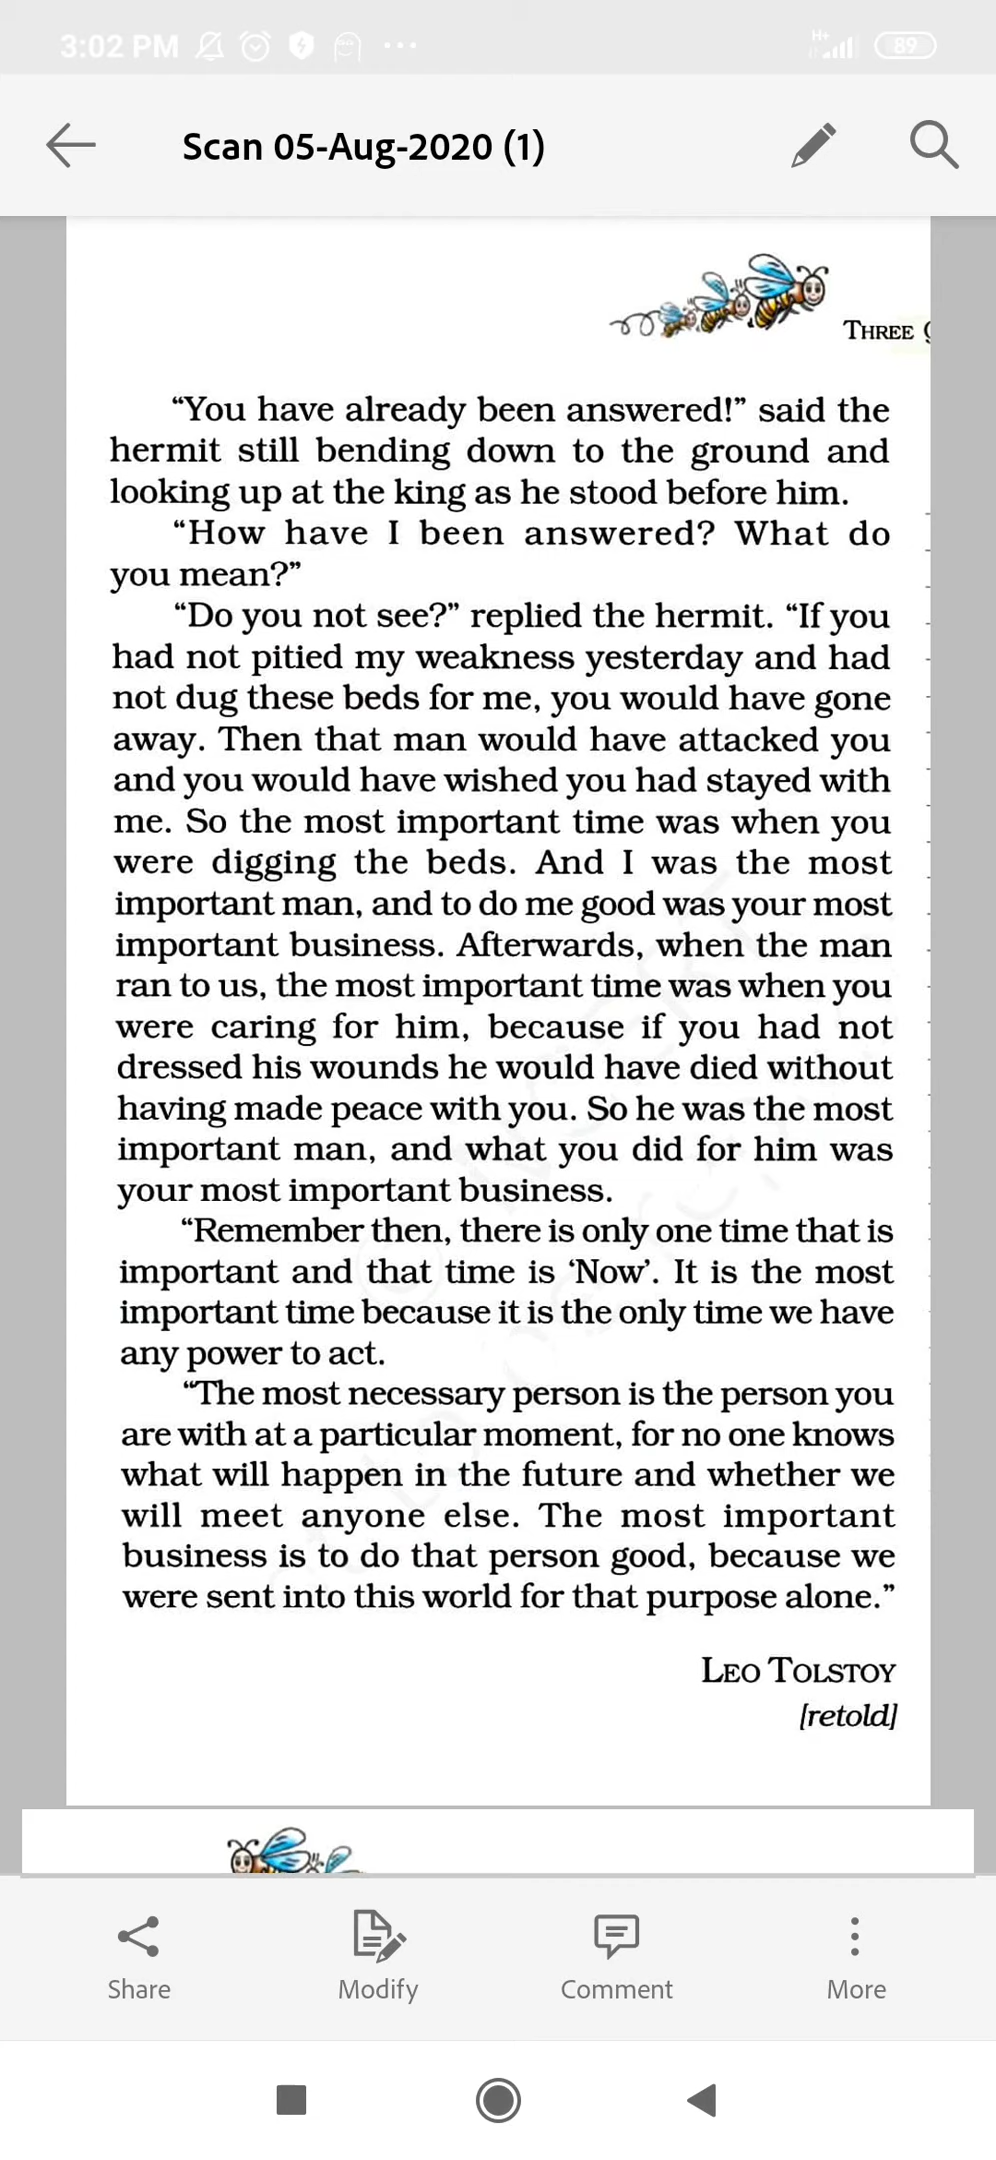 3:02 PM
H+
89
Scan 05-Aug-2020 (1)
THREE
“You have already been answered!” said the
hermit still bending down to the ground and
looking up at the king as he stood before him.
“How have I been answered? What do
you mean?”
“Do you not see?” replied the hermit. “If you
had not pitied my weakness yesterday and had
not dug these beds for me, you would have gone
away. Then that man would have attacked you
and you would have wished you had stayed with
me. So the most important time was when you
were digging the beds. And I was the most
important man, and to do me good was your most
important business. Afterwards, when the man
ran to us, the most important time was when you
were caring for him, because if you had not
dressed his wounds he would have died without
having made peace with you. So he was the most
important man, and what you did for him was
your most important business.
“Remember then, there is only one time that is
important and that time is ‘Now’. It is the most
important time because it is the only time we have
any power to act.
“The most necessary person is the person you
are with at a particular moment, for no one knows
what will happen in the future and whether we
will meet anyone else. The most important
business is to do that person good, because we
were sent into this world for that purpose alone.”
LEO TOLSTOY
[retold]
Share
Modify
Comment
More